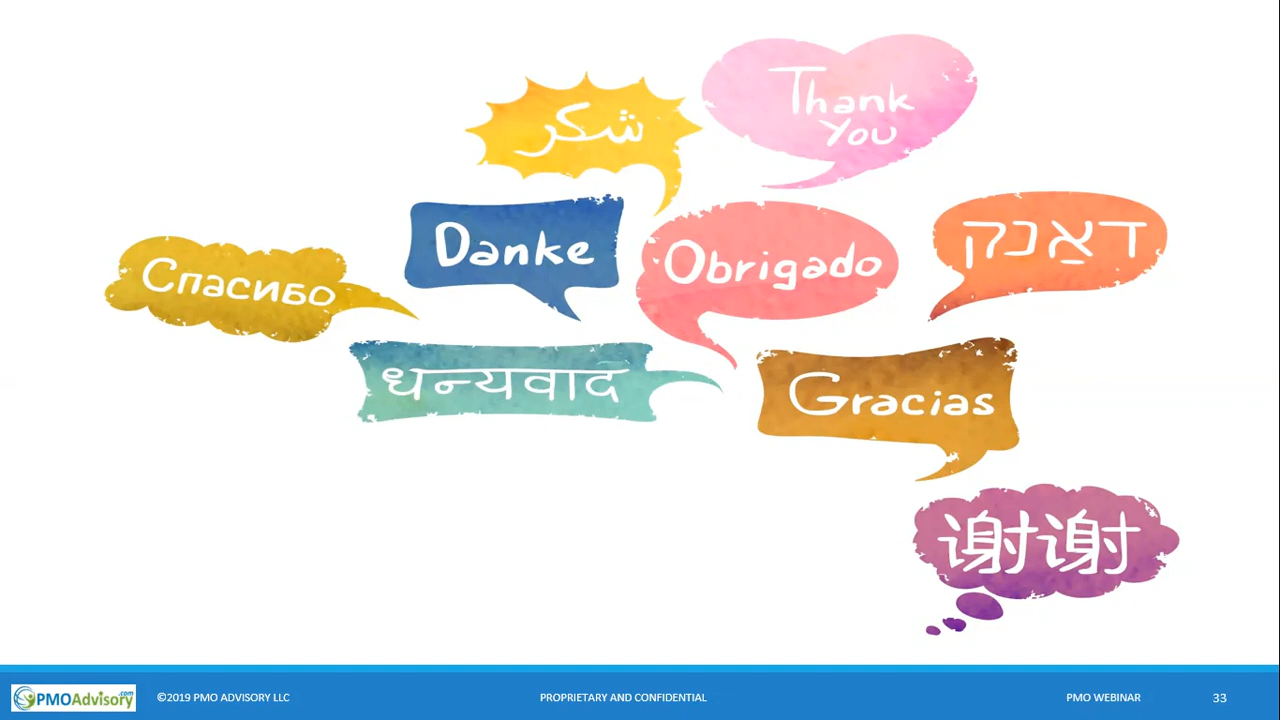 Thank
You
شكر
Danke
Obrigado
דאַנק
Спасибо
धन्यवाद
Gracias
谢谢
PMOAdvisory.com
©2019 PMO ADVISORY LLC
PROPRIETARY AND CONFIDENTIAL
PMO WEBINAR
33